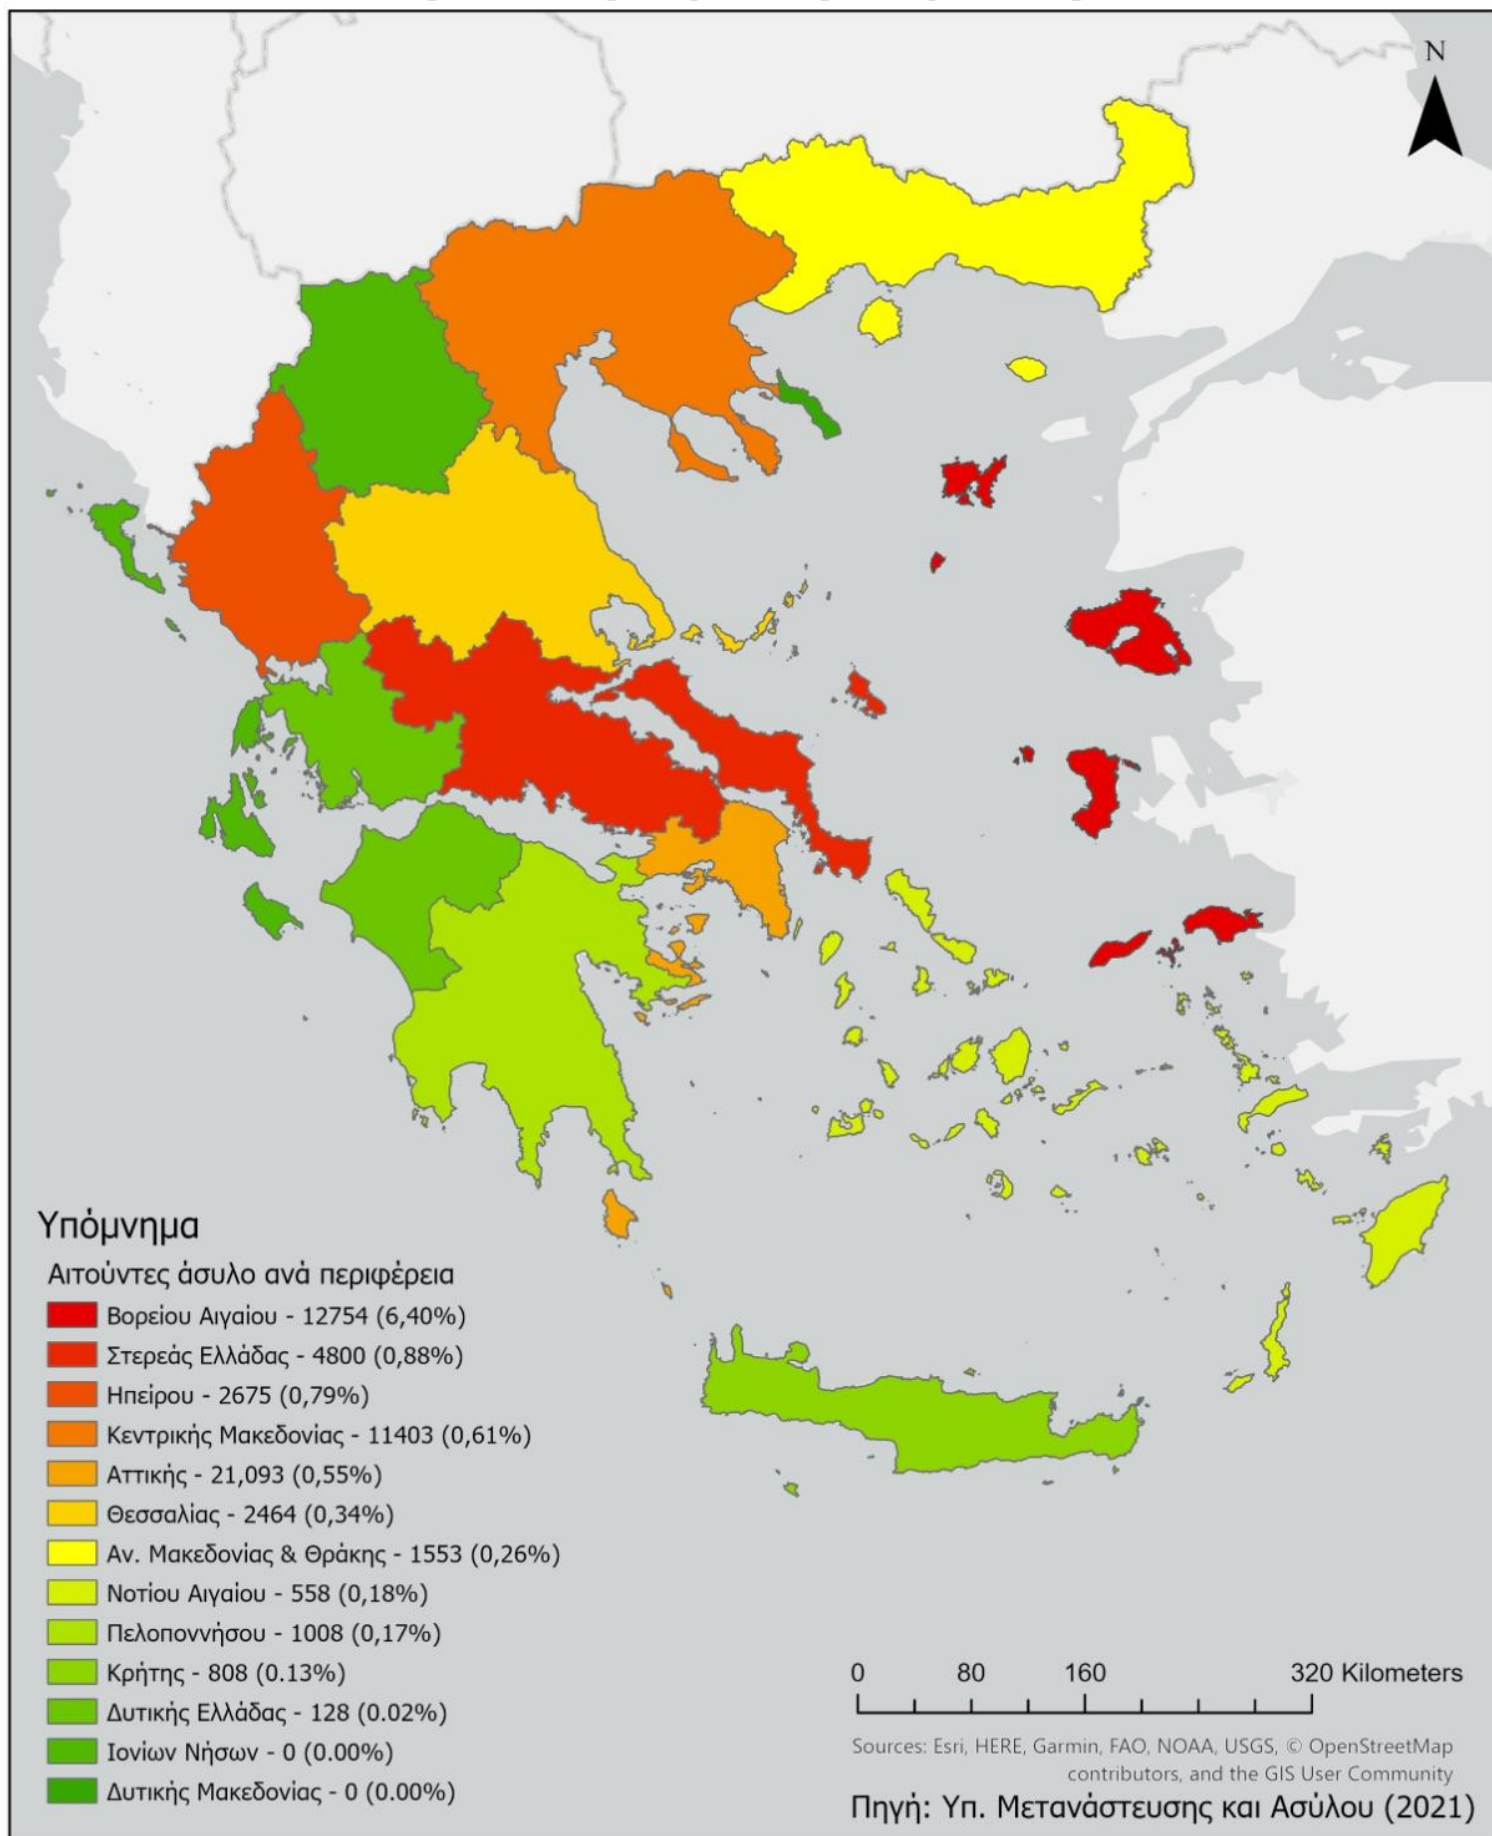 N
Υπόμνημα
Αιτούντες άσυλο ανά περιφέρεια
Βορείου Αιγαίου - 12754 (6,40%)
Στερεάς Ελλάδας - 4800 (0,88%)
Ηπείρου - 2675 (0,79%)
Κεντρικής Μακεδονίας - 11403 (0,61%)
Αττικής - 21,093 (0,55%)
Θεσσαλίας - 2464 (0,34%)
Αν. Μακεδονίας & Θράκης - 1553 (0,26%)
Νοτίου Αιγαίου - 558 (0,18%)
Πελοποννήσου - 1008 (0,17%)
Κρήτης - 808 (0.13%)
Δυτικής Ελλάδας - 128 (0.02%)
Ιονίων Νήσων - 0 (0.00%)
Δυτικής Μακεδονίας - 0 (0.00%)
0 80 160 320 Kilometers
Sources: Esri, HERE, Garmin, FAO, NOAA, USGS, © OpenStreetMap
contributors, and the GIS User Community
Πηγή: Υπ. Μετανάστευσης και Ασύλου (2021)